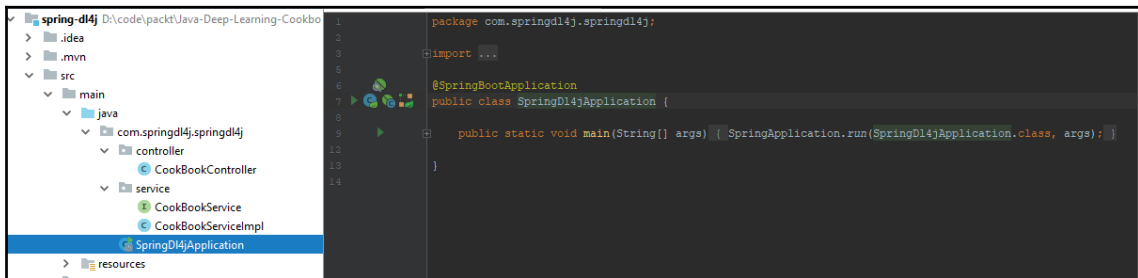 spring-dl4j D:\code\packt\Java-Deep-Learning-Cookbo
.idea
.mvn
src
main
java
com.springdl4j.springdl4j
controller
CookBookController
service
CookBookService
CookBookServiceImpl
SpringDl4jApplication
resources
1 package com.springdl4j.springdl4j;
2
3 import ...
5
6 @SpringBootApplication
7 public class SpringDl4jApplication {
8
9 public static void main(String[] args) { SpringApplication.run(SpringDl4jApplication.class, args); }
12
13 }
14